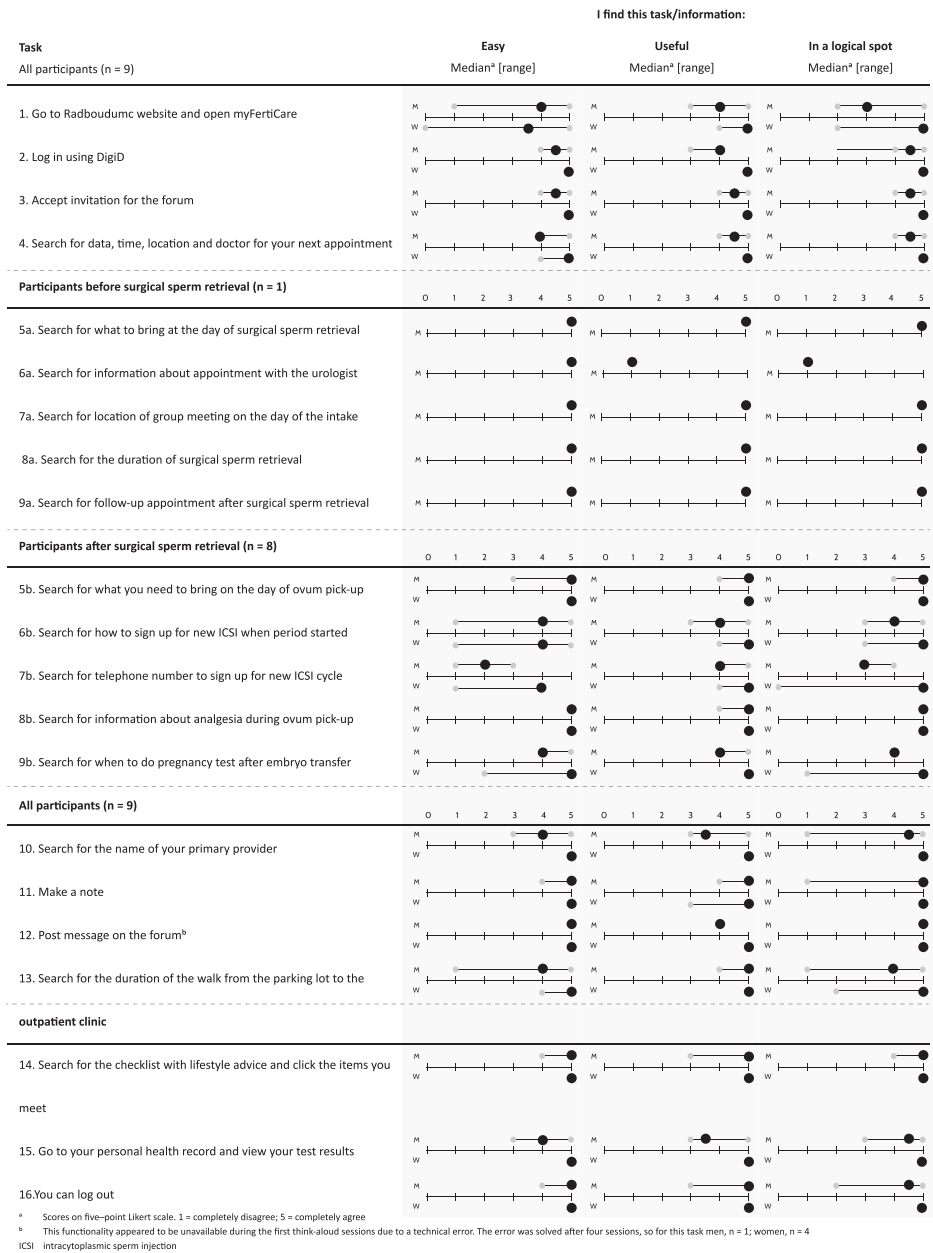 I find this task/information:
Task Easy Useful In a logical spot
All participants (n = 9) Medianᵃ [range] Medianᵃ [range] Medianᵃ [range]
M M M
1. Go to Radboudumc website and open myFertiCare
W W W
M M M
2. Log in using DigiD
W W W
M M M
3. Accept invitation for the forum
W W W
M M M
4. Search for data, time, location and doctor for your next appointment
W W W
Participants before surgical sperm retrieval (n = 1)
0 1 2 3 4 5 0 1 2 3 4 5 0 1 2 3 4 5
5a. Search for what to bring at the day of surgical sperm retrieval
M M M
6a. Search for information about appointment with the urologist
M M M
7a. Search for location of group meeting on the day of the intake
M M M
8a. Search for the duration of surgical sperm retrieval
M M M
9a. Search for follow-up appointment after surgical sperm retrieval
M M M
Participants after surgical sperm retrieval (n = 8)
0 1 2 3 4 5 0 1 2 3 4 5 0 1 2 3 4 5
M M M
5b. Search for what you need to bring on the day of ovum pick-up
W W W
M M M
6b. Search for how to sign up for new ICSI when period started
W W W
M M M
7b. Search for telephone number to sign up for new ICSI cycle
W W W
M M M
8b. Search for information about analgesia during ovum pick-up
W W W
M M M
9b. Search for when to do pregnancy test after embryo transfer
W W W
All participants (n = 9)
0 1 2 3 4 5 0 1 2 3 4 5 0 1 2 3 4 5
M M M
10. Search for the name of your primary provider
W W W
M M M
11. Make a note
W W W
M M M
12. Post message on the forumᵇ
W W W
M M M
13. Search for the duration of the walk from the parking lot to the
W W W
outpatient clinic
M M M
14. Search for the checklist with lifestyle advice and click the items you
W W W
meet
M M M
15. Go to your personal health record and view your test results
W W W
M M M
16.You can log out
W W W
ᵃ Scores on five–point Likert scale. 1 = completely disagree; 5 = completely agree
ᵇ This functionality appeared to be unavailable during the first think-aloud sessions due to a technical error. The error was solved after four sessions, so for this task men, n = 1; women, n = 4
ICSI intracytoplasmic sperm injection